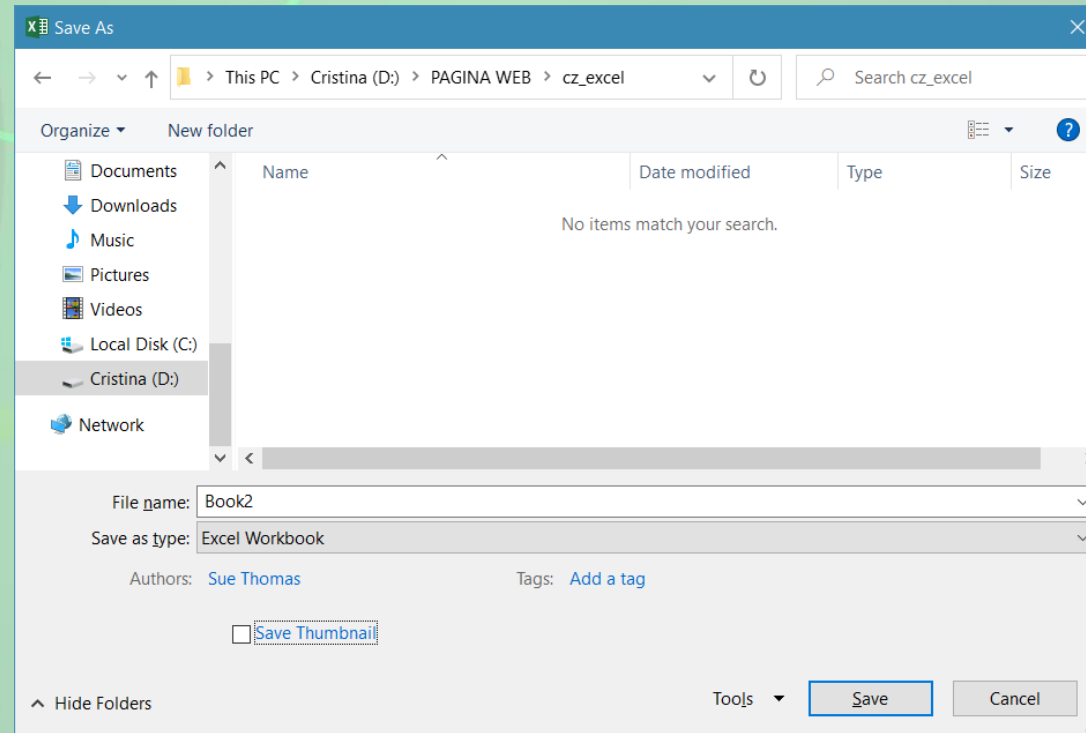 Save As
This PC > Cristina (D:) > PAGINA WEB > cz_excel
Search cz_excel
Organize
New folder
?
Documents
Downloads
Music
Pictures
Videos
Local Disk (C:)
Cristina (D:)
Network
Name
Date modified
Type
Size
No items match your search.
File name: Book2
Save as type: Excel Workbook
Authors: Sue Thomas
Tags: Add a tag
Save Thumbnail
Hide Folders
Tools
Save
Cancel